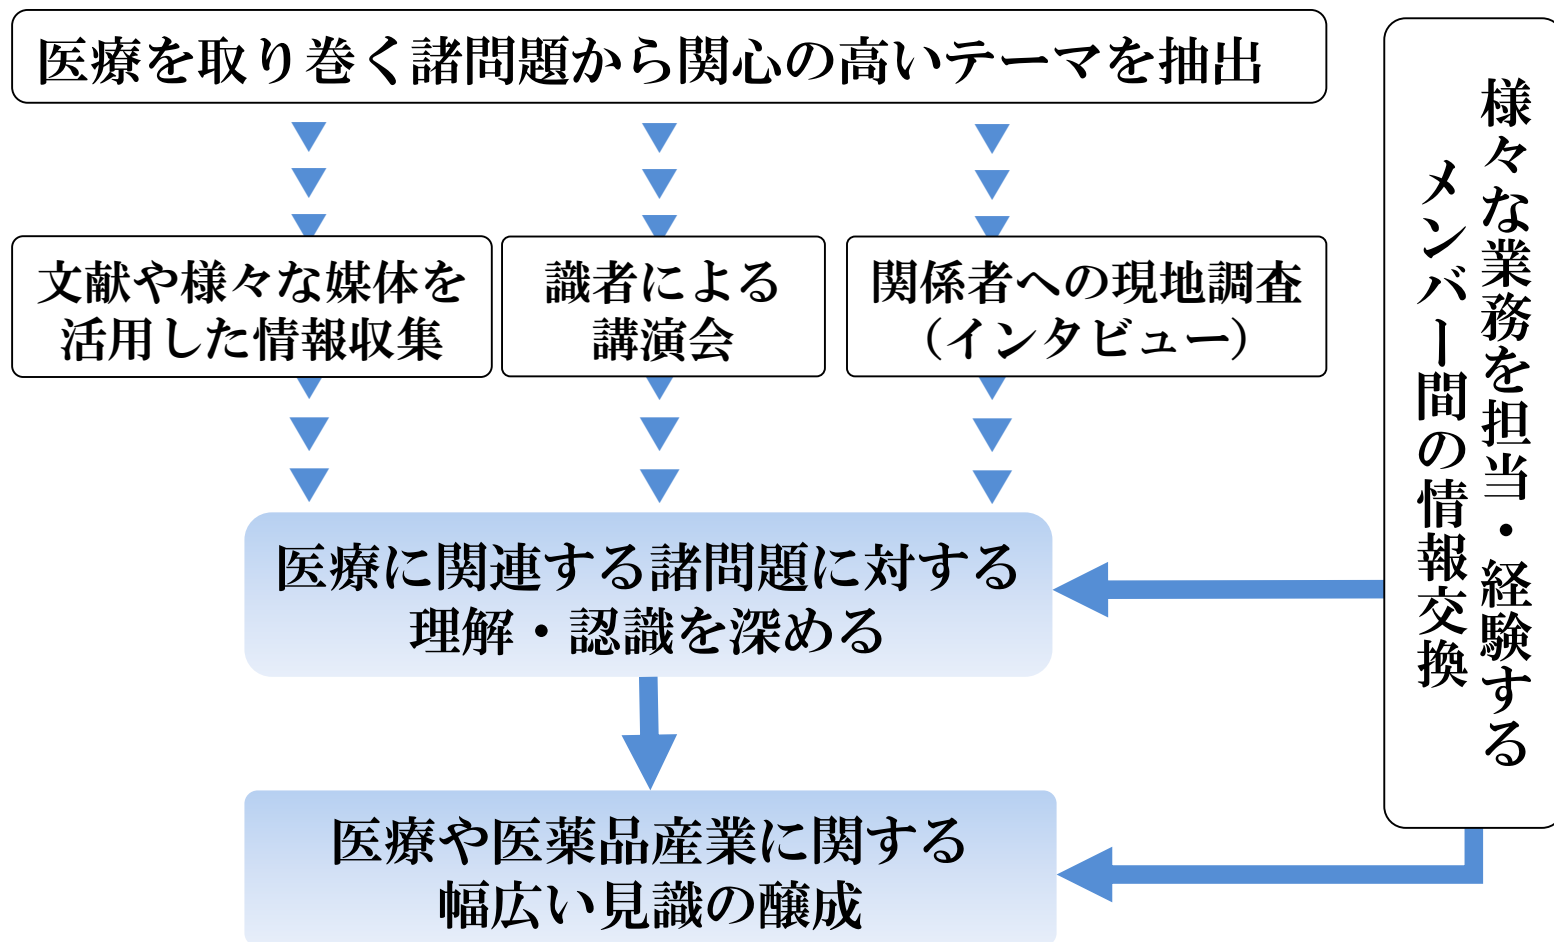 医療を取り巻く諸問題から関心の高いテーマを抽出
文献や様々な媒体を
活用した情報収集
識者による
講演会
関係者への現地調査
（インタビュー）
医療に関連する諸問題に対する
理解・認識を深める
医療や医薬品産業に関する
幅広い見識の醸成
様々な業務を担当・経験する
メンバー間の情報交換